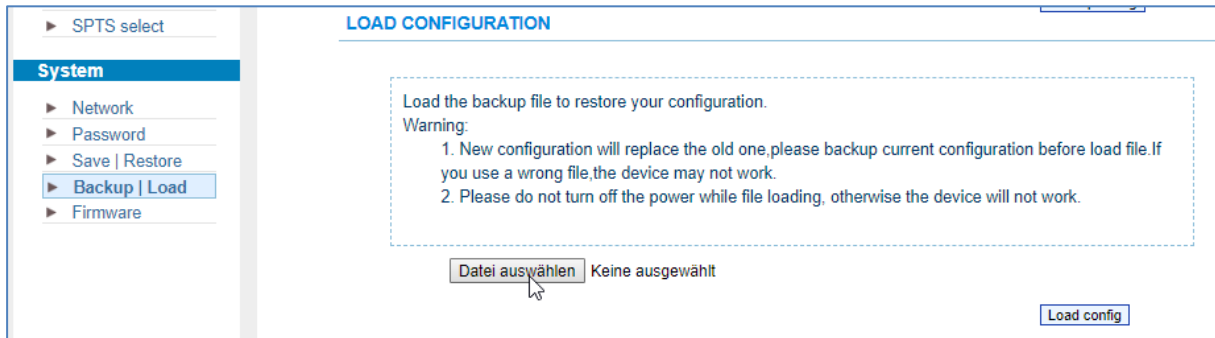 SPTS select
LOAD CONFIGURATION
System
Network
Password
Save | Restore
Backup | Load
Firmware
Load the backup file to restore your configuration.
Warning:
1. New configuration will replace the old one,please backup current configuration before load file.If
you use a wrong file,the device may not work.
2. Please do not turn off the power while file loading, otherwise the device will not work.
Datei auswählen Keine ausgewählt
Load config